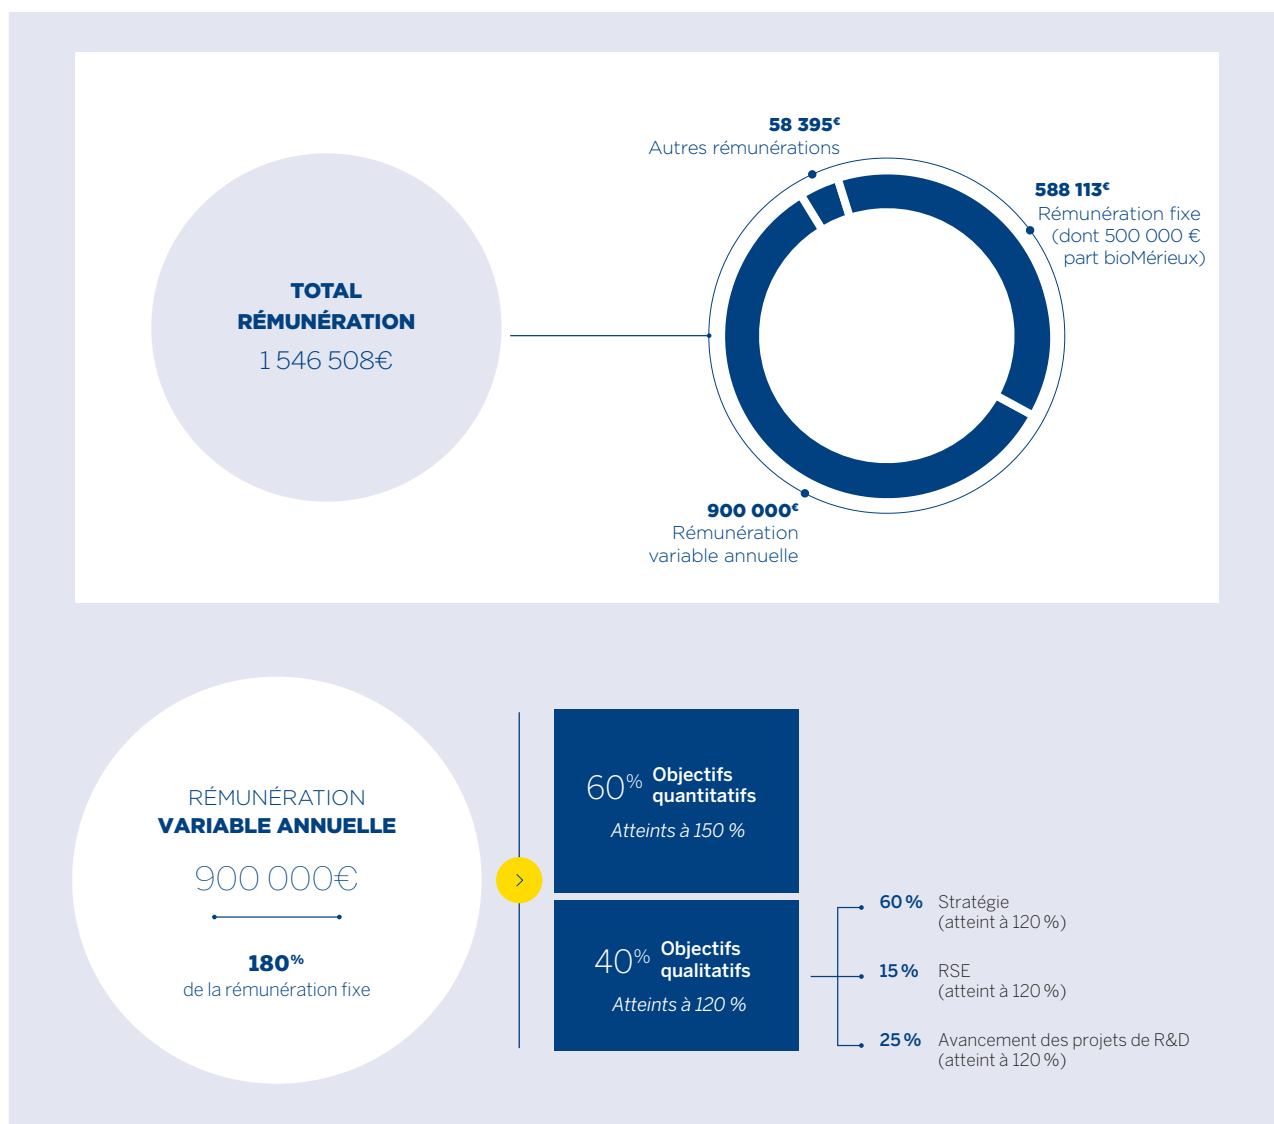 58 395€
Autres rémunérations
588 113€
Rémunération fixe
(dont 500 000 €
part bioMérieux)
TOTAL
RÉMUNÉRATION
1 546 508€
900 000€
Rémunération
variable annuelle
RÉMUNÉRATION
VARIABLE ANNUELLE
900 000€
180%
de la rémunération fixe
60% Objectifs
quantitatifs
Atteints à 150 %
40% Objectifs
qualitatifs
Atteints à 120 %
60 % Stratégie
(atteint à 120 %)
15 % RSE
(atteint à 120 %)
25 % Avancement des projets de R&D
(atteint à 120 %)